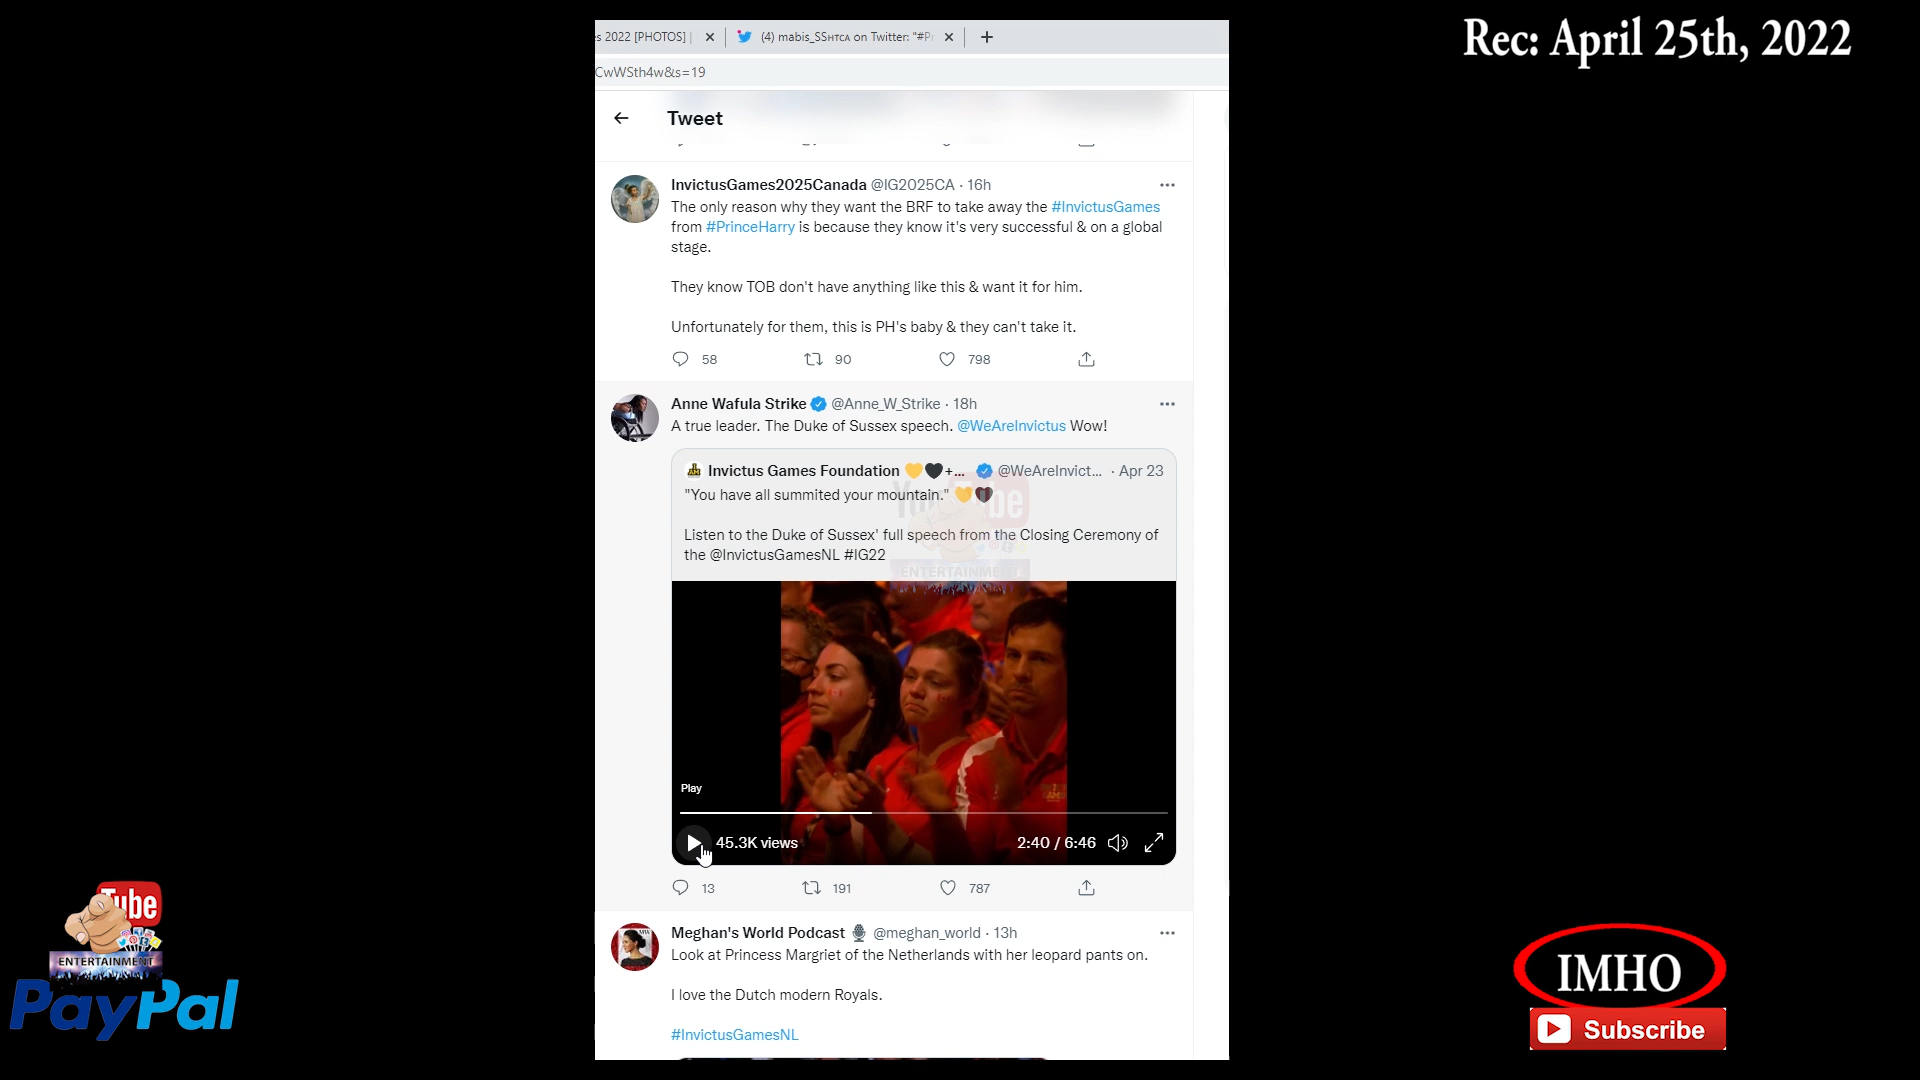 Rec: April 25th, 2022
s 2022 [PHOTOS] |
(4) mabis_SSHTCA on Twitter: "#Pr
CwWSth4w&s=19
Tweet
InvictusGames2025Canada @IG2025CA · 16h
The only reason why they want the BRF to take away the #InvictusGames
from #PrinceHarry is because they know it's very successful & on a global
stage.
They know TOB don't have anything like this & want it for him.
Unfortunately for them, this is PH's baby & they can't take it.
58 90 798
Anne Wafula Strike @Anne_W_Strike · 18h
A true leader. The Duke of Sussex speech. @WeAreInvictus Wow!
Invictus Games Foundation 💛🖤+... @WeAreInvict... · Apr 23
"You have all summited your mountain." 💛🖤
Listen to the Duke of Sussex' full speech from the Closing Ceremony of
the @InvictusGamesNL #IG22
YouTube
ENTERTAINMENT
Play
45.3K views 2:40 / 6:46
13 191 787
Meghan's World Podcast 🎙 @meghan_world · 13h
Look at Princess Margriet of the Netherlands with her leopard pants on.
I love the Dutch modern Royals.
#InvictusGamesNL
Tube
ENTERTAINMENT
PayPal
IMHO
Subscribe